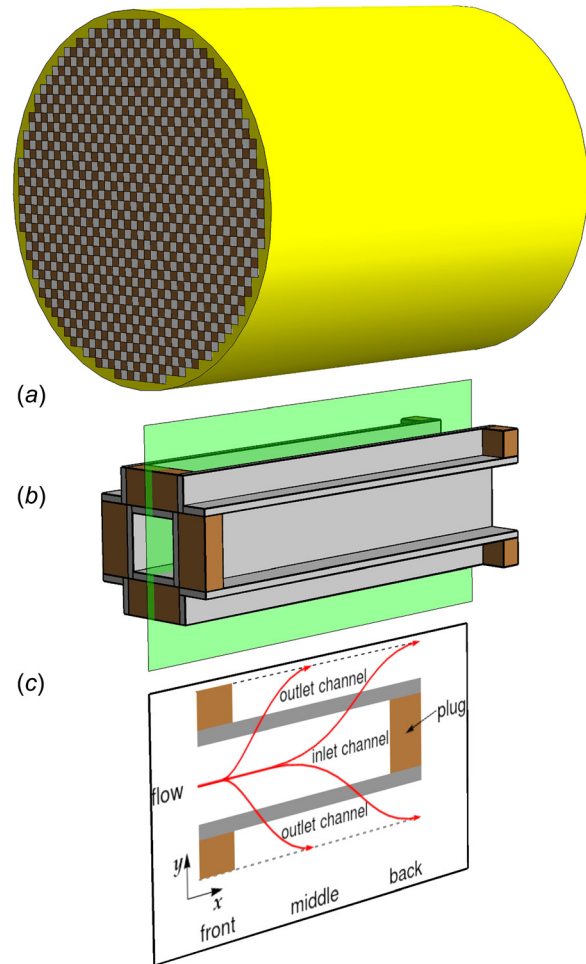 (a)
(b)
(c)
outlet channel
plug
inlet channel
flow
outlet channel
y
x
back
middle
front